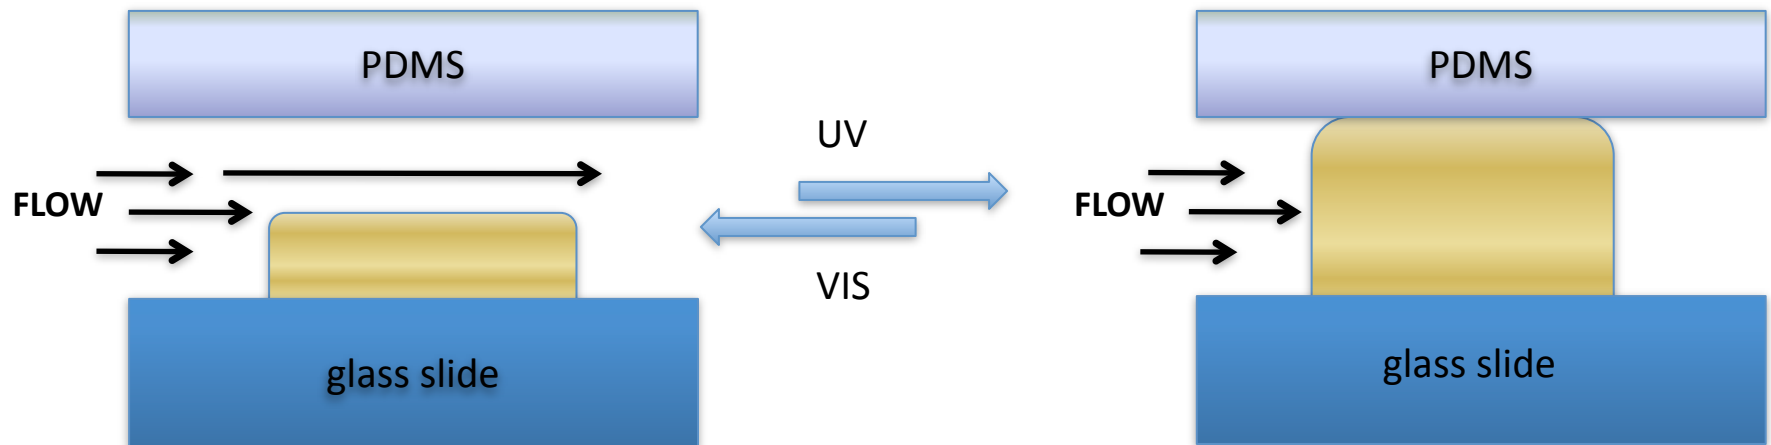 PDMS
PDMS
UV
FLOW
FLOW
VIS
glass slide
glass slide